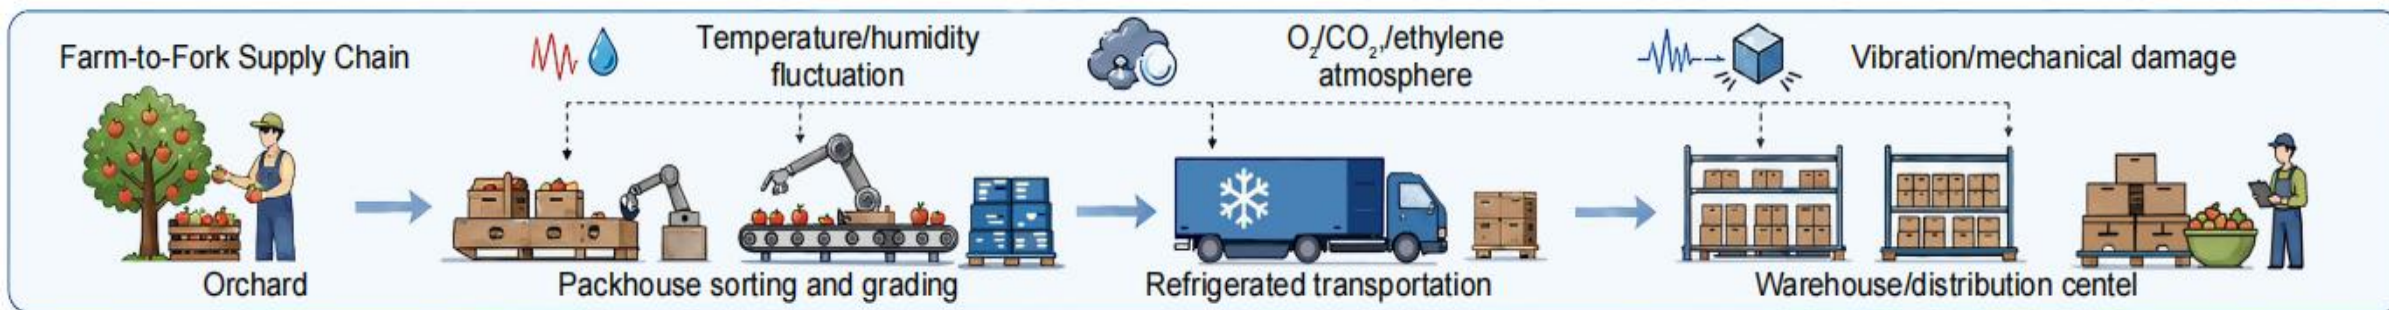 Farm-to-Fork Supply Chain
Temperature/humidity
fluctuation
O₂/CO₂,/ethylene
atmosphere
Vibration/mechanical damage
Orchard
Packhouse sorting and grading
Refrigerated transportation
Warehouse/distribution centel